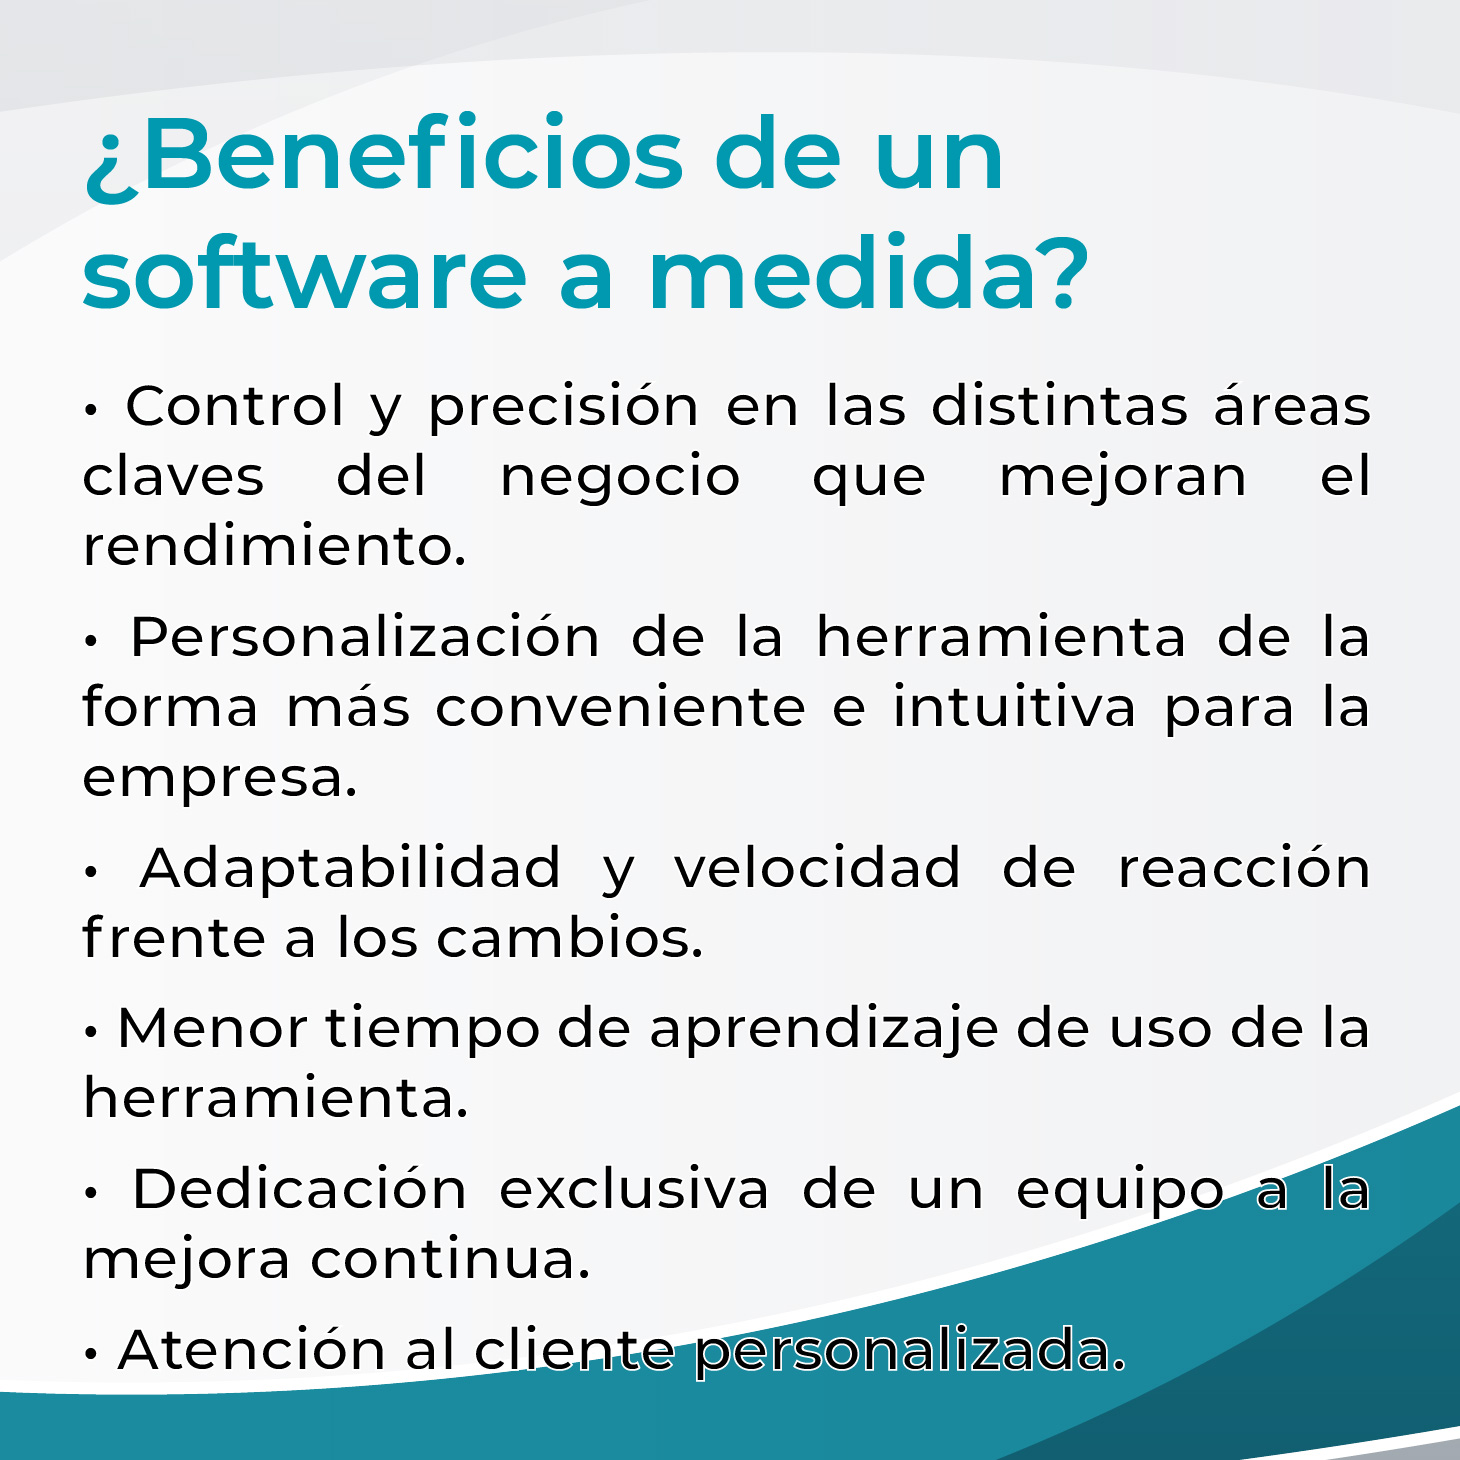 ¿Beneficios de un
software a medida?
• Control y precisión en las distintas áreas
claves del negocio que mejoran el
rendimiento.
• Personalización de la herramienta de la
forma más conveniente e intuitiva para la
empresa.
• Adaptabilidad y velocidad de reacción
frente a los cambios.
• Menor tiempo de aprendizaje de uso de la
herramienta.
• Dedicación exclusiva de un equipo a la
mejora continua.
• Atención al cliente personalizada.